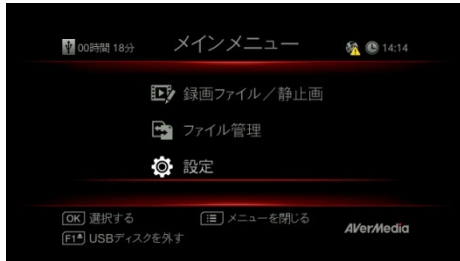 00時間 18分 メインメニュー 14:14
録画ファイル／静止画
ファイル管理
設定
OK 選択する メニューを閉じる
F1 USBディスクを外す AVerMedia